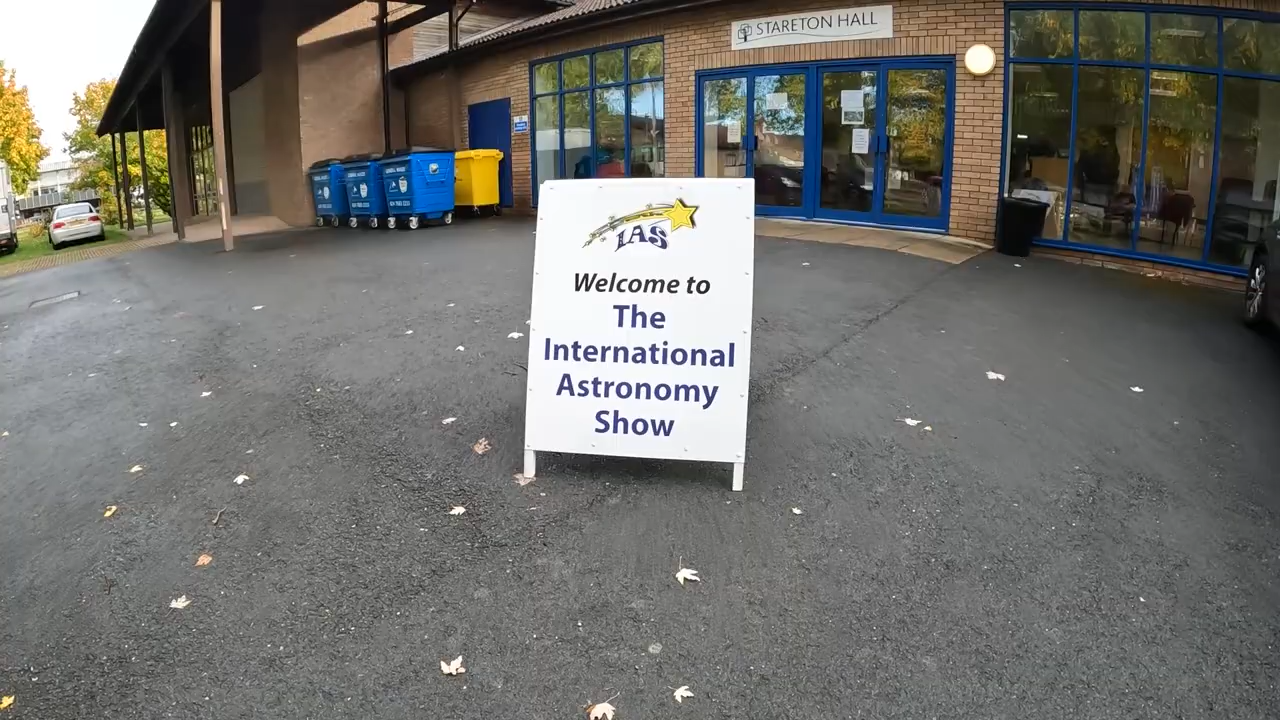 STARETON HALL
IAS
Welcome to
The
International
Astronomy
Show